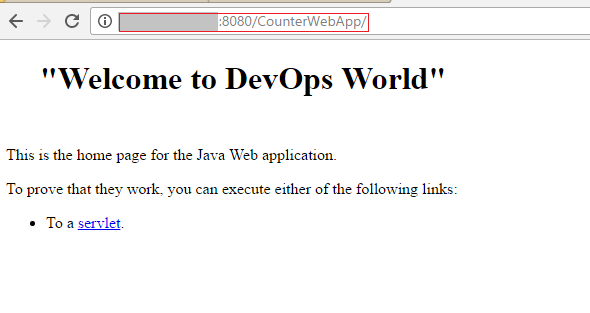 :8080/CounterWebApp/
"Welcome to DevOps World"
This is the home page for the Java Web application.
To prove that they work, you can execute either of the following links:
To a servlet.